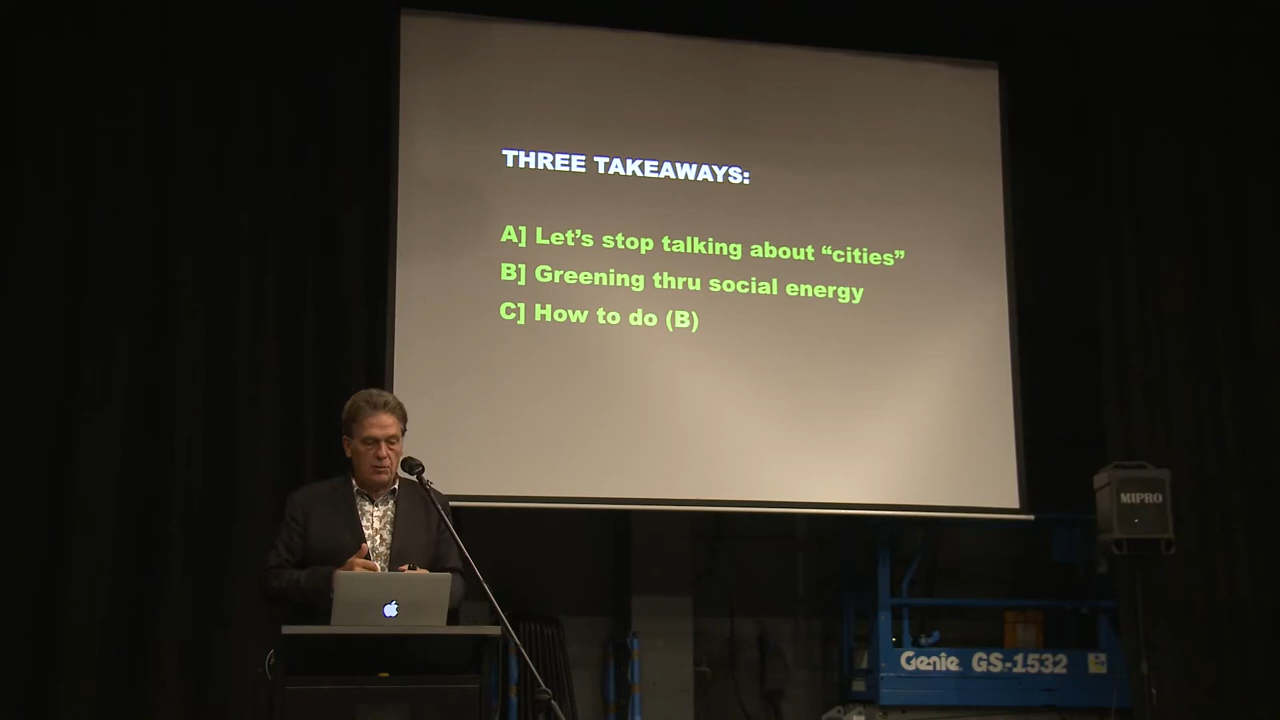 THREE TAKEAWAYS:
A] Let’s stop talking about “cities”
B] Greening thru social energy
C] How to do (B)
MIPRO
Genie GS-1532